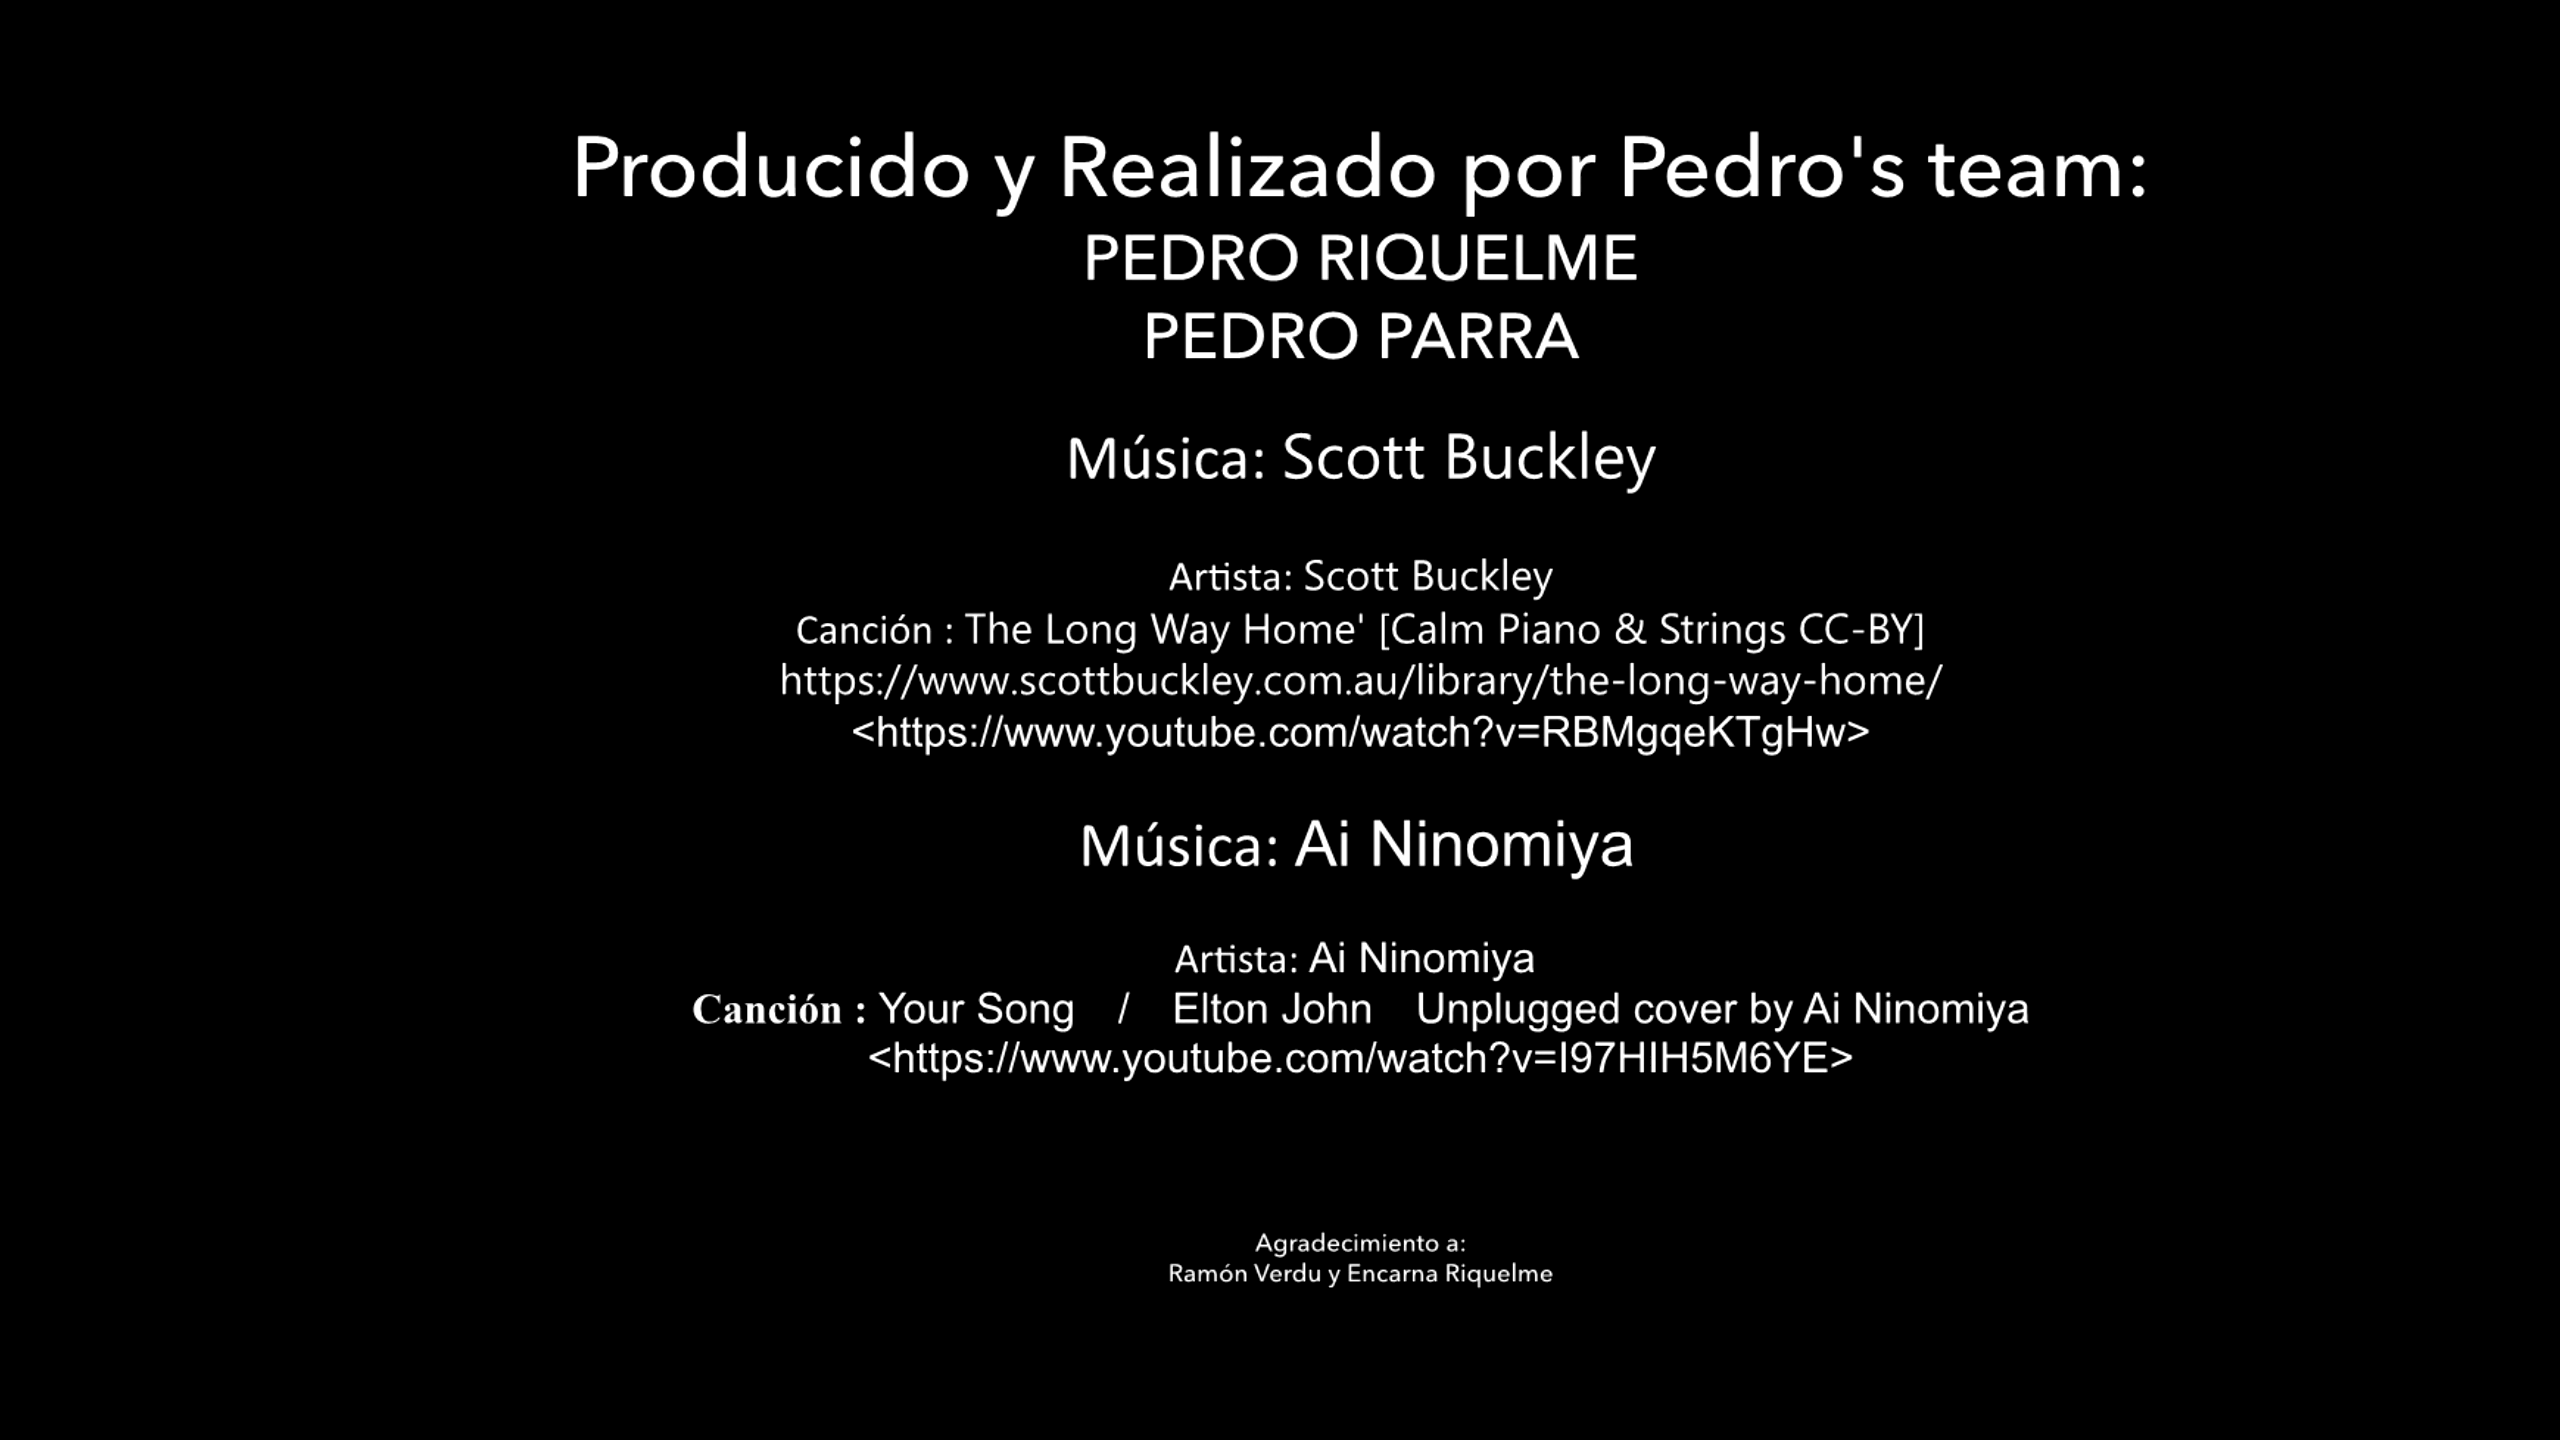 Producido y Realizado por Pedro's team:
PEDRO RIQUELME
PEDRO PARRA
Música: Scott Buckley
Artista: Scott Buckley
Canción : The Long Way Home' [Calm Piano & Strings CC-BY]
https://www.scottbuckley.com.au/library/the-long-way-home/
<https://www.youtube.com/watch?v=RBMgqeKTgHw>
Música: Ai Ninomiya
Artista: Ai Ninomiya
Canción : Your Song / Elton John Unplugged cover by Ai Ninomiya
<https://www.youtube.com/watch?v=I97HIH5M6YE>
Agradecimiento a:
Ramón Verdu y Encarna Riquelme